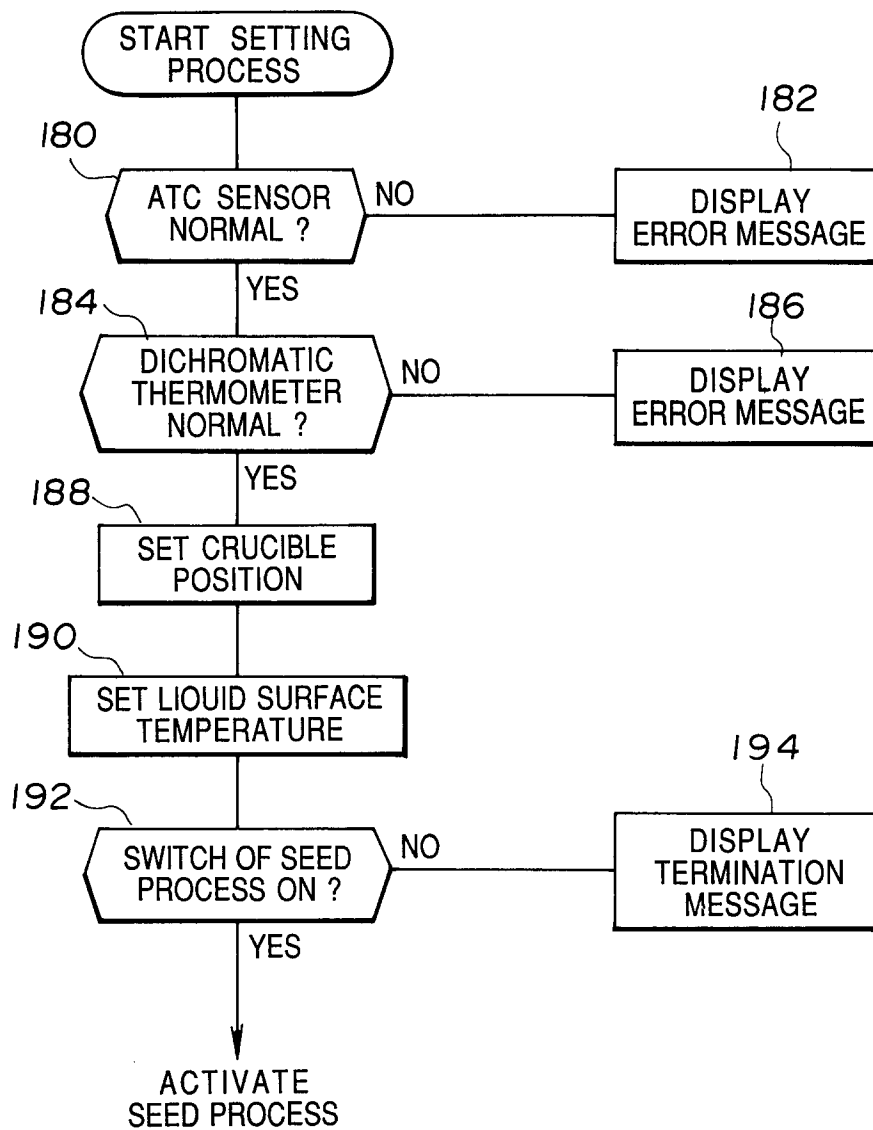 START SETTING
PROCESS
180
ATC SENSOR
NORMAL ?
NO
182
DISPLAY
ERROR MESSAGE
YES
184
DICHROMATIC
THERMOMETER
NORMAL ?
NO
186
DISPLAY
ERROR MESSAGE
YES
188
SET CRUCIBLE
POSITION
190
SET LIOUID SURFACE
TEMPERATURE
192
SWITCH OF SEED
PROCESS ON ?
NO
194
DISPLAY
TERMINATION
MESSAGE
YES
ACTIVATE
SEED PROCESS